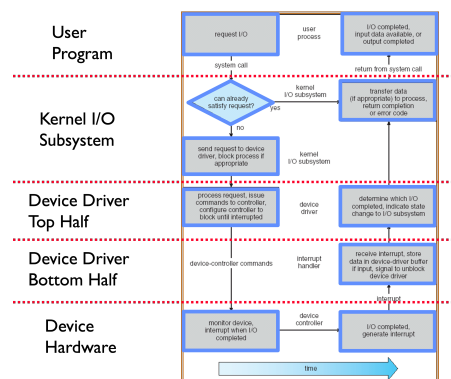 User
Program
request I/O
user
process
I/O completed,
input data available, or
output completed
system call
return from system call
Kernel I/O
Subsystem
can already
satisfy request?
yes
no
kernel
I/O subsystem
transfer data
(if appropriate) to process,
return completion
or error code
send request to device
driver, block process if
appropriate
kernel
I/O subsystem
Device Driver
Top Half
process request, issue
commands to controller,
configure controller to
block until interrupted
device
driver
determine which I/O
completed, indicate state
change to I/O subsystem
Device Driver
Bottom Half
device-controller commands
interrupt
handler
receive interrupt, store
data in device-driver buffer
if input, signal to unblock
device driver
interrupt
Device
Hardware
monitor device,
interrupt when I/O
completed
device
controller
I/O completed,
generate interrupt
time